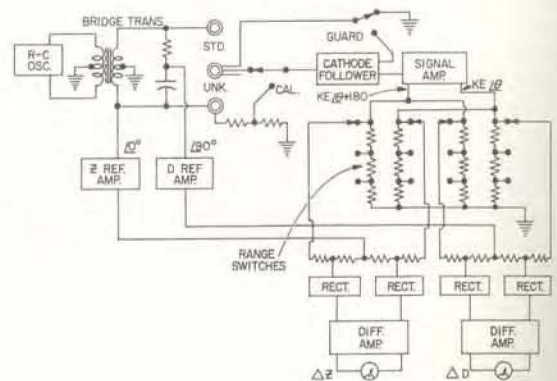 BRIDGE TRANS.
R-C
OSC.
STD.
UNK.
GUARD
CATHODE
FOLLOWER
SIGNAL
AMP.
CAL.
KE/θ+180
KE/θ
/0°
/90°
Z REF.
AMP.
D REF.
AMP.
RANGE
SWITCHES
RECT.
RECT.
RECT.
RECT.
DIFF.
AMP.
DIFF.
AMP.
ΔZ
ΔD